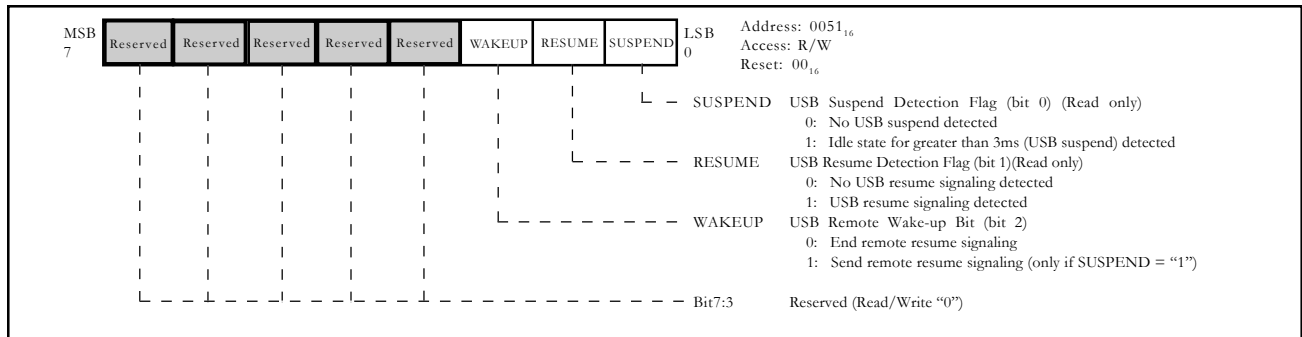 MSB
7
Reserved Reserved Reserved Reserved Reserved WAKEUP RESUME SUSPEND
LSB
0
Address: 0051₁₆
Access: R/W
Reset: 00₁₆
SUSPEND USB Suspend Detection Flag (bit 0) (Read only)
0: No USB suspend detected
1: Idle state for greater than 3ms (USB suspend) detected
RESUME USB Resume Detection Flag (bit 1)(Read only)
0: No USB resume signaling detected
1: USB resume signaling detected
WAKEUP USB Remote Wake-up Bit (bit 2)
0: End remote resume signaling
1: Send remote resume signaling (only if SUSPEND = “1”)
Bit7:3 Reserved (Read/Write “0”)